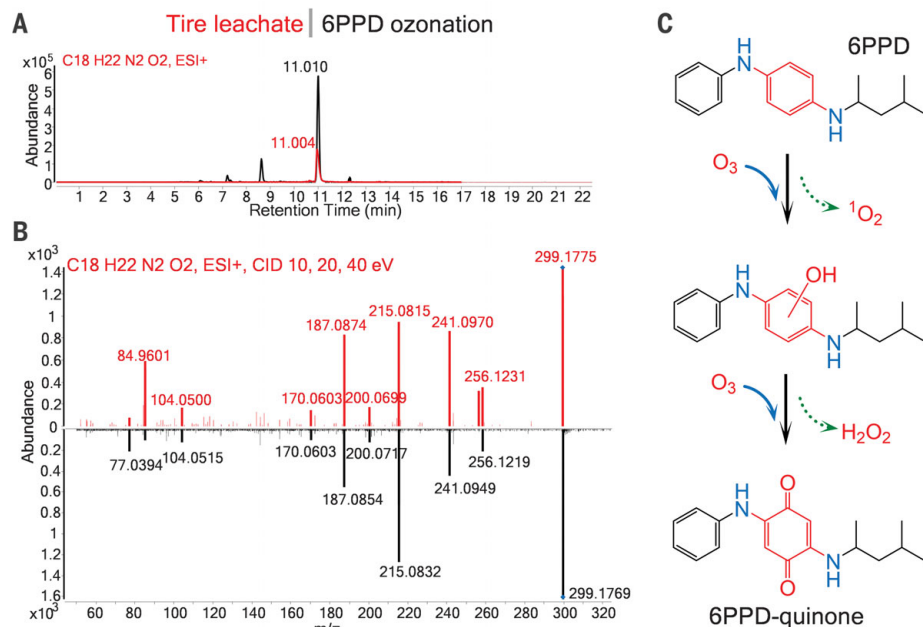 A
Tire leachate | 6PPD ozonation
C18 H22 N2 O2, ESI+
x10⁵
11.010
11.004
Abundance
6
5
4
3
2
1
0
1 2 3 4 5 6 7 8 9 10 11 12 13 14 15 16 17 18 19 20 21 22
Retention Time (min)
B
x10³
C18 H22 N2 O2, ESI+, CID 10, 20, 40 eV
299.1775
215.0815
187.0874
241.0970
84.9601
104.0500
170.0603
200.0699
256.1231
1.4
1.2
1.0
0.8
0.6
0.4
0.2
0
Abundance
0.2
0.4
0.6
0.8
1.0
1.2
1.4
1.6
x10³
77.0394
104.0515
170.0603
200.0717
256.1219
187.0854
241.0949
215.0832
299.1769
60 80 100 120 140 160 180 200 220 240 260 280 300 320
C
6PPD
H
N
N
H
O₃
¹O₂
OH
H
N
N
H
O₃
H₂O₂
O
H
N
N
H
O
6PPD-quinone